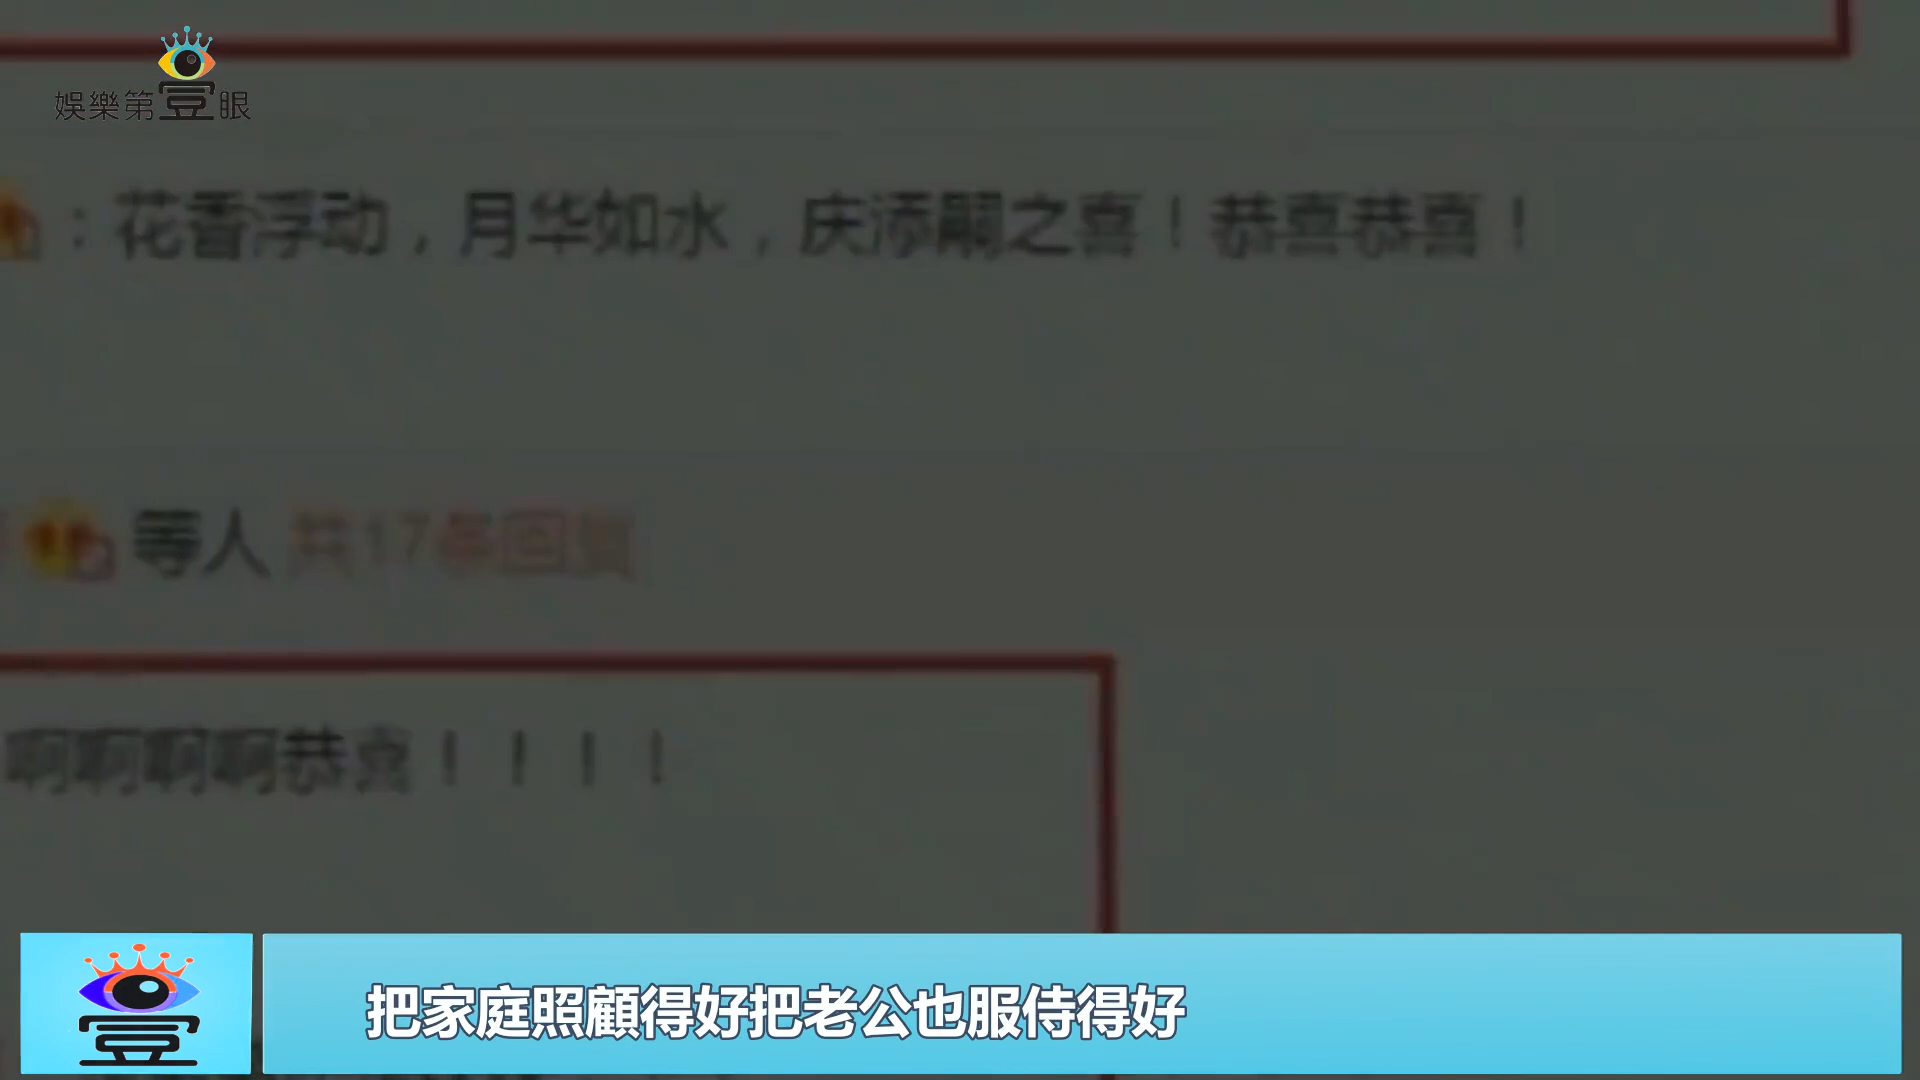 娛樂第壹眼
：花香浮动，月华如水，庆添嗣之喜！恭喜恭喜！
等人 共17条回复
啊啊啊啊恭喜！！！！
壹
把家庭照顧得好把老公也服侍得好